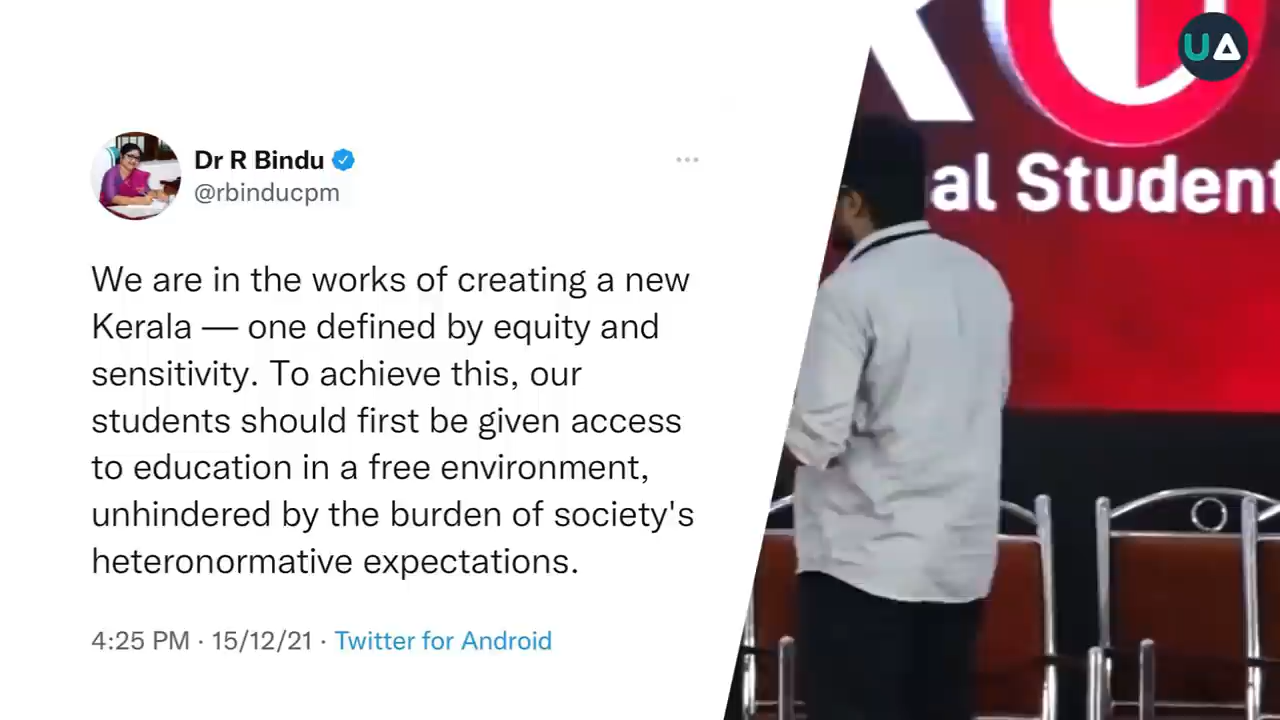 UA
Dr R Bindu
@rbinducpm
We are in the works of creating a new
Kerala — one defined by equity and
sensitivity. To achieve this, our
students should first be given access
to education in a free environment,
unhindered by the burden of society's
heteronormative expectations.
4:25 PM · 15/12/21 · Twitter for Android
al Student